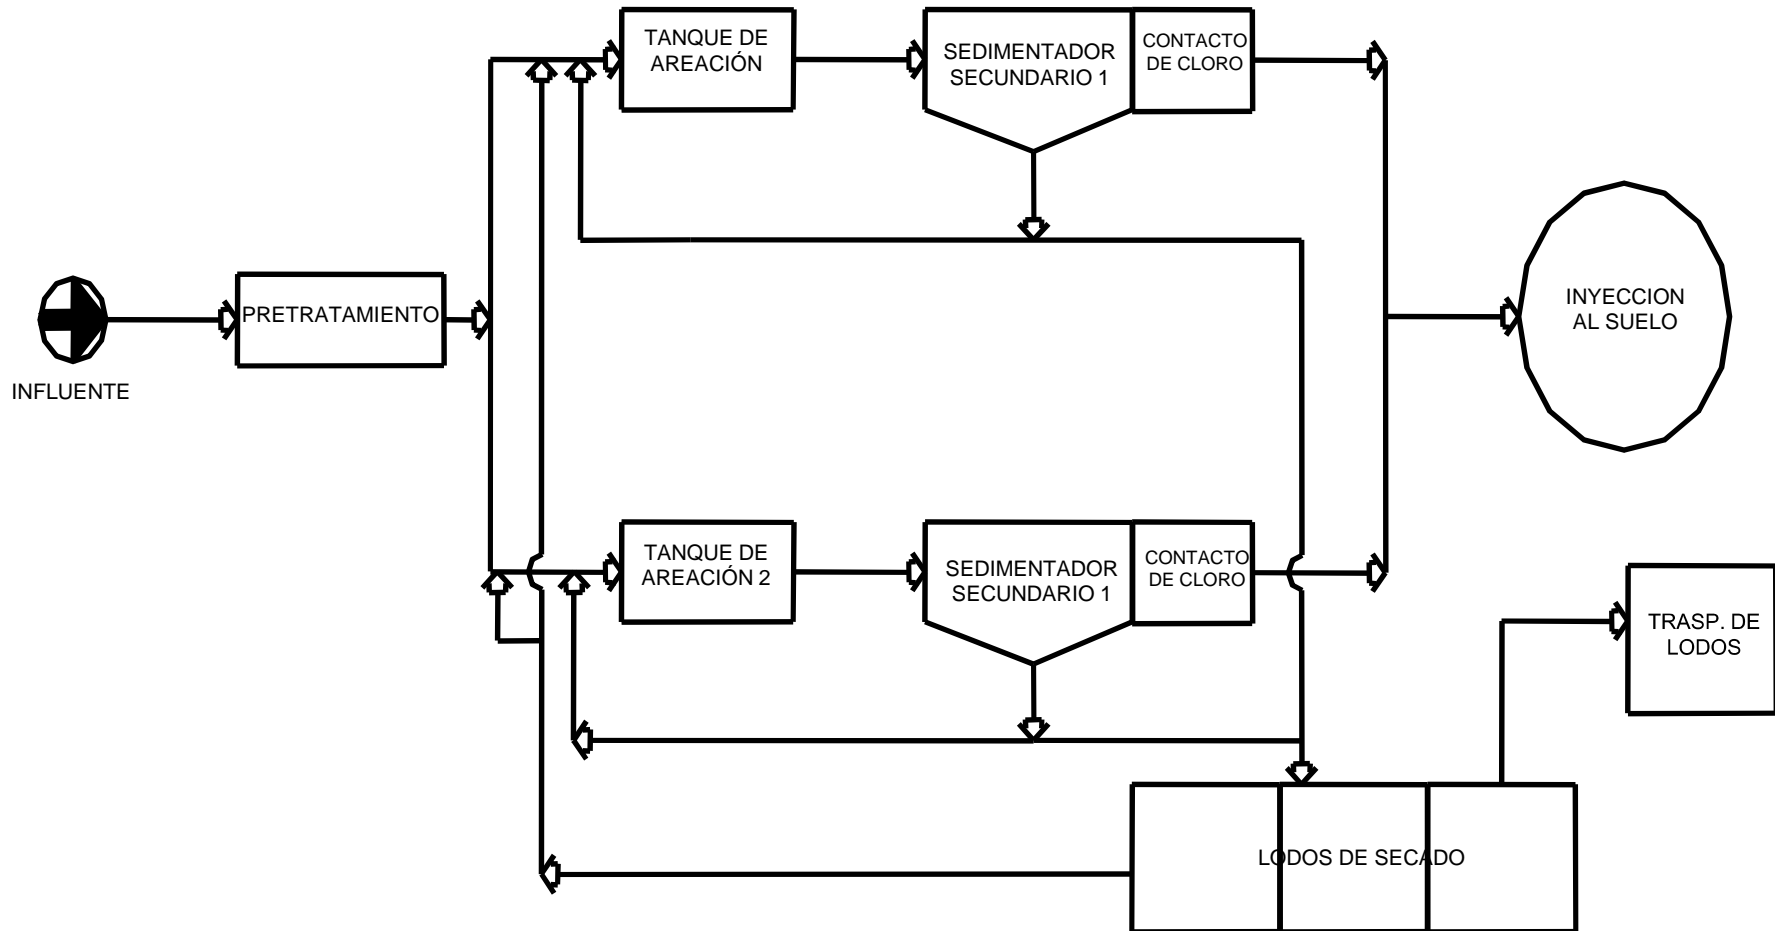 TANQUE DE
AREACIÓN
SEDIMENTADOR
SECUNDARIO 1
CONTACTO
DE CLORO
PRETRATAMIENTO
INFLUENTE
INYECCION
AL SUELO
TANQUE DE
AREACIÓN 2
SEDIMENTADOR
SECUNDARIO 1
CONTACTO
DE CLORO
TRASP. DE
LODOS
LODOS DE SECADO